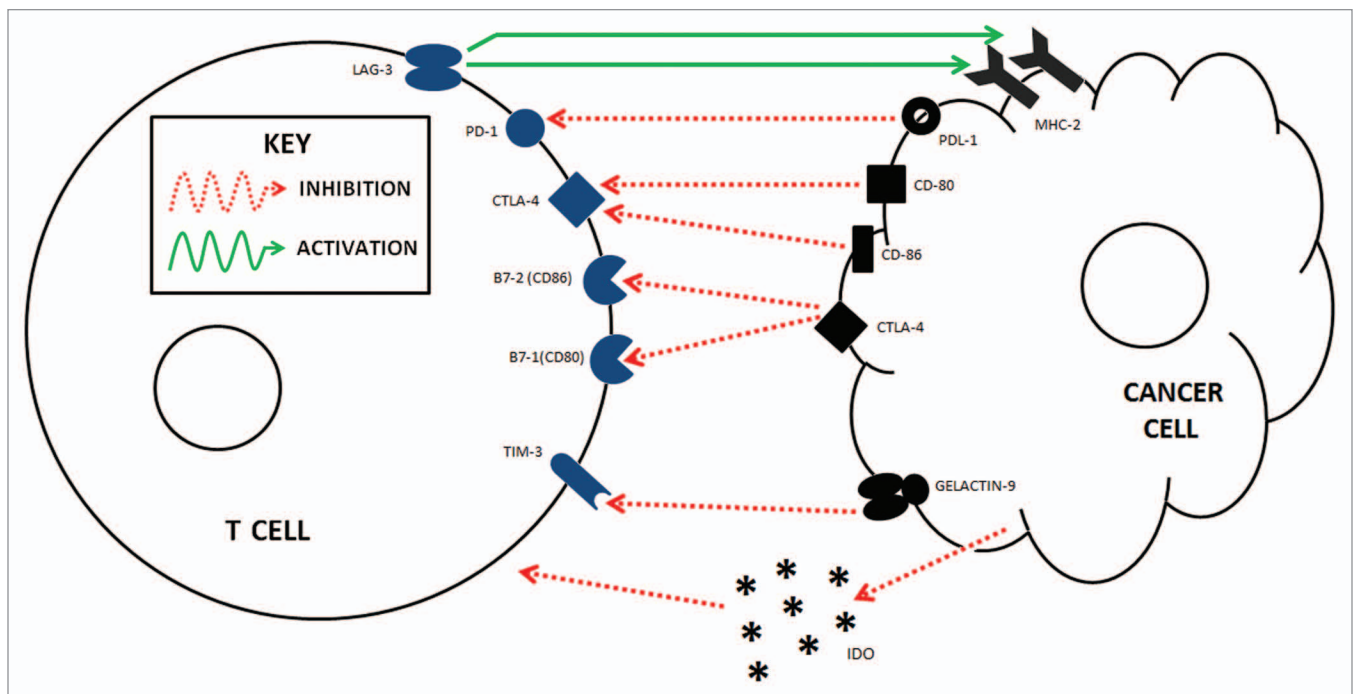 LAG-3
MHC-2
PD-1
PDL-1
KEY
INHIBITION
ACTIVATION
CTLA-4
CD-80
CD-86
B7-2 (CD86)
CTLA-4
B7-1(CD80)
TIM-3
GELACTIN-9
CANCER
CELL
T CELL
IDO